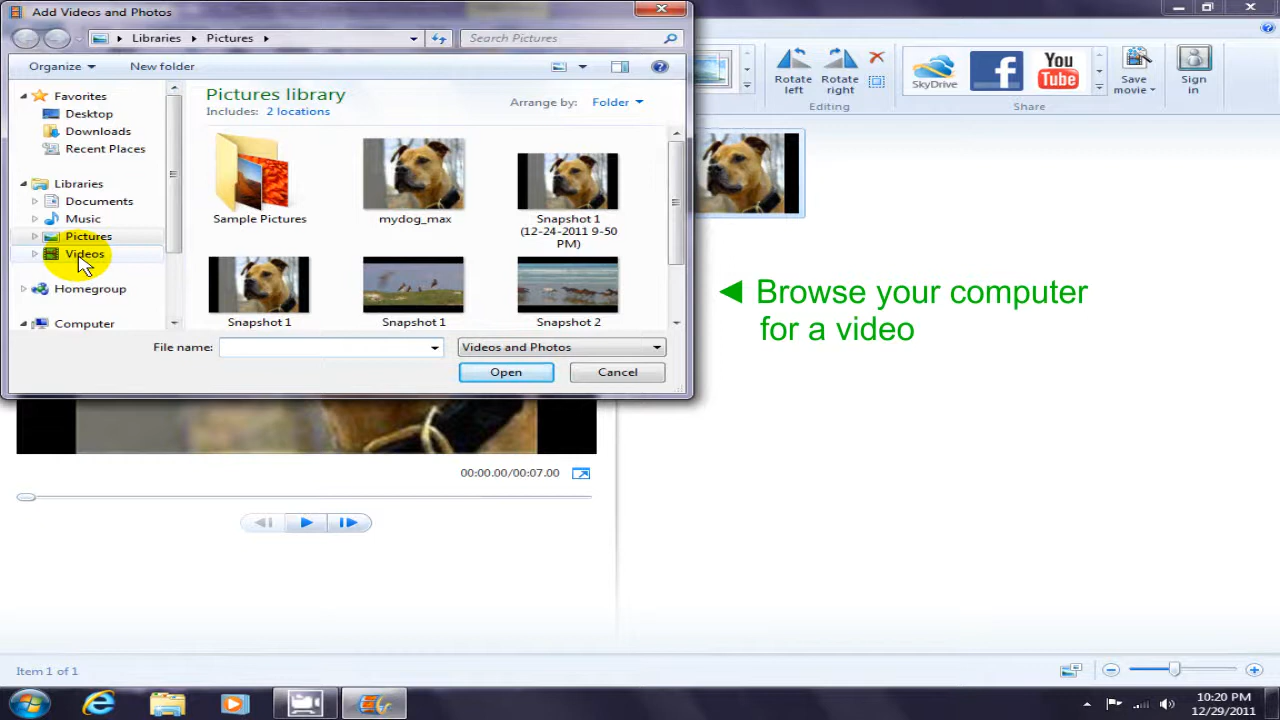 Add Videos and Photos
Libraries
Pictures
Search Pictures
Organize
New folder
Favorites
Desktop
Downloads
Recent Places
Libraries
Documents
Music
Pictures
Videos
Homegroup
Computer
Pictures library
Includes: 2 locations
Arrange by: Folder
Sample Pictures
mydog_max
Snapshot 1
(12-24-2011 9-50
PM)
Snapshot 1
Snapshot 1
Snapshot 2
File name:
Videos and Photos
Open
Cancel
Rotate
left
Rotate
right
Editing
SkyDrive
f
You
Tube
Share
Save
movie
Sign
in
◄ Browse your computer
for a video
00:00.00/00:07.00
Item 1 of 1
10:20 PM
12/29/2011